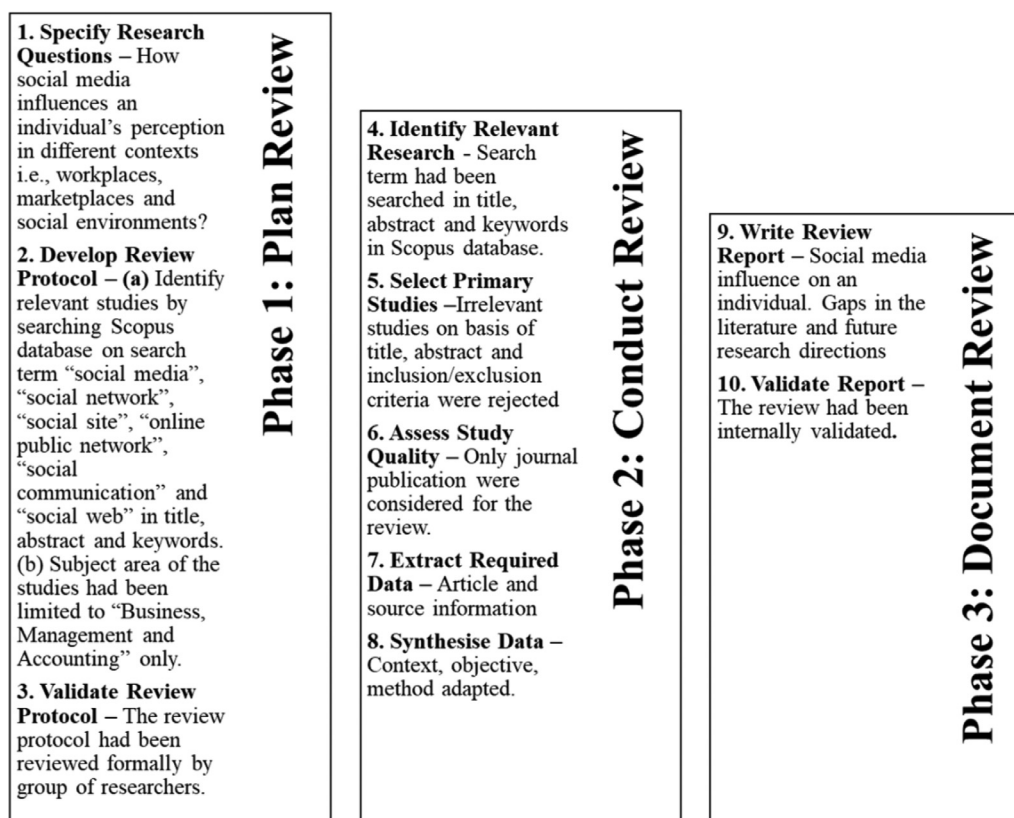 1. Specify Research
Questions – How
social media
influences an
individual's perception
in different contexts
i.e., workplaces,
marketplaces and
social environments?
2. Develop Review
Protocol – (a) Identify
relevant studies by
searching Scopus
database on search
term “social media”,
“social network”,
“social site”, “online
public network”,
“social
communication” and
“social web” in title,
abstract and keywords.
(b) Subject area of the
studies had been
limited to “Business,
Management and
Accounting” only.
3. Validate Review
Protocol – The review
protocol had been
reviewed formally by
group of researchers.
Phase 1: Plan Review
4. Identify Relevant
Research - Search
term had been
searched in title,
abstract and keywords
in Scopus database.
5. Select Primary
Studies –Irrelevant
studies on basis of
title, abstract and
inclusion/exclusion
criteria were rejected
6. Assess Study
Quality – Only journal
publication were
considered for the
review.
7. Extract Required
Data – Article and
source information
8. Synthesise Data –
Context, objective,
method adapted.
Phase 2: Conduct Review
9. Write Review
Report – Social media
influence on an
individual. Gaps in the
literature and future
research directions
10. Validate Report –
The review had been
internally validated.
Phase 3: Document Review